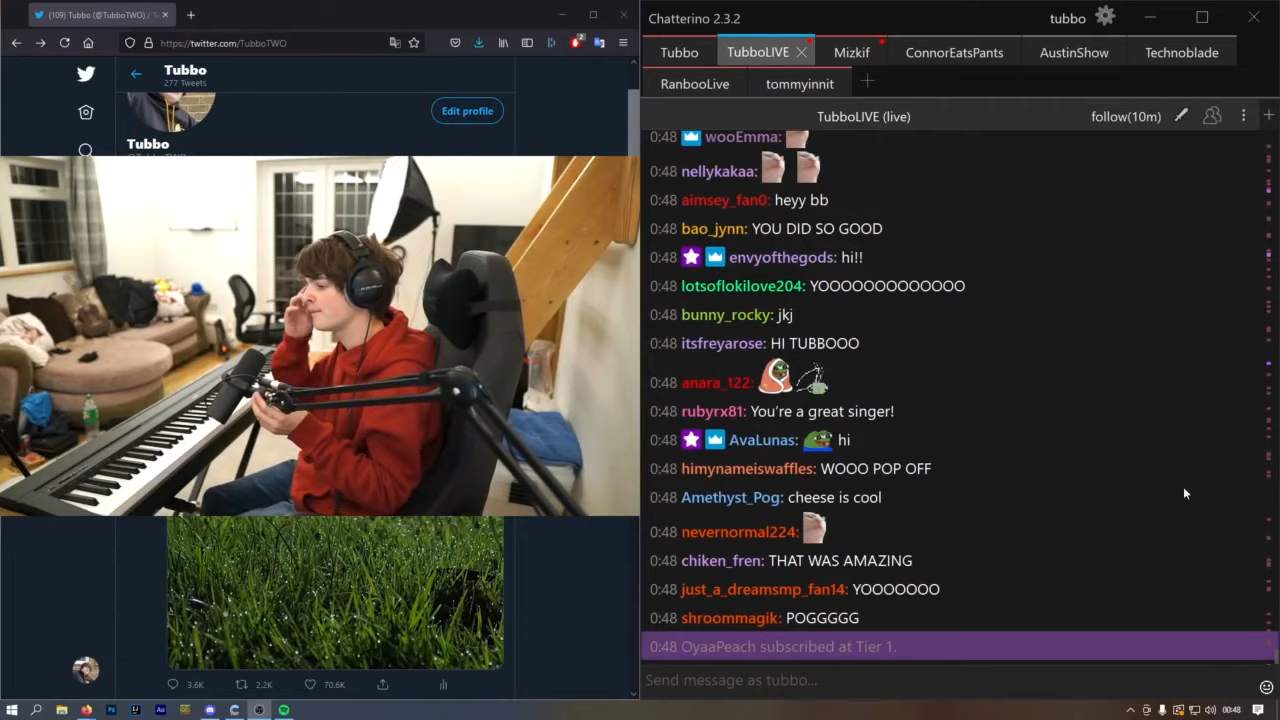 (109) Tubbo (@TubboTWO) /
https://twitter.com/TubboTWO
2
Tubbo
277 Tweets
Edit profile
Tubbo
3.6K
2.2K
70.6K
Chatterino 2.3.2
tubbo
Tubbo
TubboLIVE
Mizkif
ConnorEatsPants
AustinShow
Technoblade
RanbooLive
tommyinnit
TubboLIVE (live)
follow(10m)
0:48 wooEmma:
0:48 nellykakaa:
0:48 aimsey_fan0: heyy bb
0:48 bao_jynn: YOU DID SO GOOD
0:48 envyofthegods: hi!!
0:48 lotsoflokilove204: YOOOOOOOOOOOOO
0:48 bunny_rocky: jkj
0:48 itsfreyarose: HI TUBBOOO
0:48 anara_122:
0:48 rubyrx81: You're a great singer!
0:48 AvaLunas: hi
0:48 himynameiswaffles: WOOO POP OFF
0:48 Amethyst_Pog: cheese is cool
0:48 nevernormal224:
0:48 chiken_fren: THAT WAS AMAZING
0:48 just_a_dreamsmp_fan14: YOOOOOOO
0:48 shroommagik: POGGGGG
0:48 OyaaPeach subscribed at Tier 1.
Send message as tubbo...
00:48